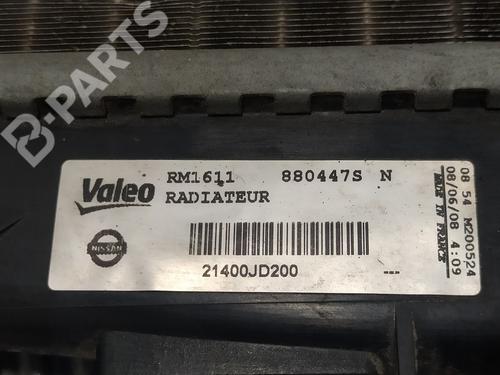 B-PARTS
Valeo
RM1611 880447S N
RADIATEUR
NISSAN
21400JD200
---
08 54 M200524
08/06/08 4:09
MADE IN FRANCE